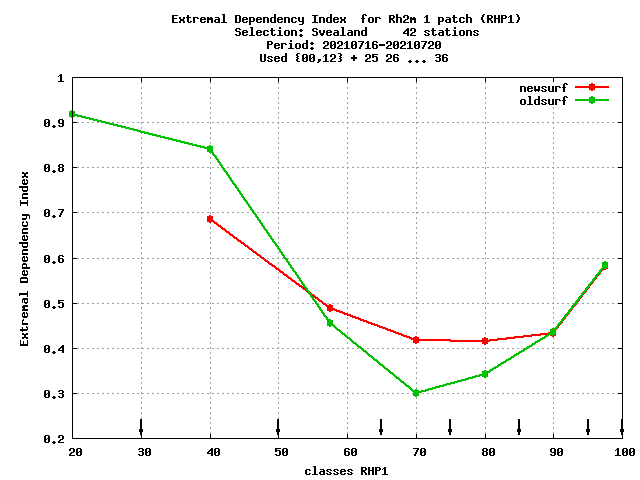 Extremal Dependency Index  for Rh2m 1 patch (RHP1)
Selection: Svealand     42 stations
Period: 20210716-20210720
Used {00,12} + 25 26 ... 36
newsurf
oldsurf
Extremal Dependency Index
1
0.9
0.8
0.7
0.6
0.5
0.4
0.3
0.2
20 30 40 50 60 70 80 90 100
classes RHP1